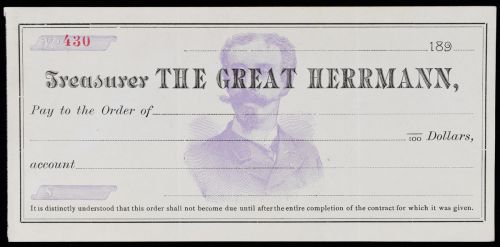 No 430
189
Treasurer THE GREAT HERRMANN,
Pay to the Order of
/100 Dollars,
account
$
It is distinctly understood that this order shall not become due until after the entire completion of the contract for which it was given.